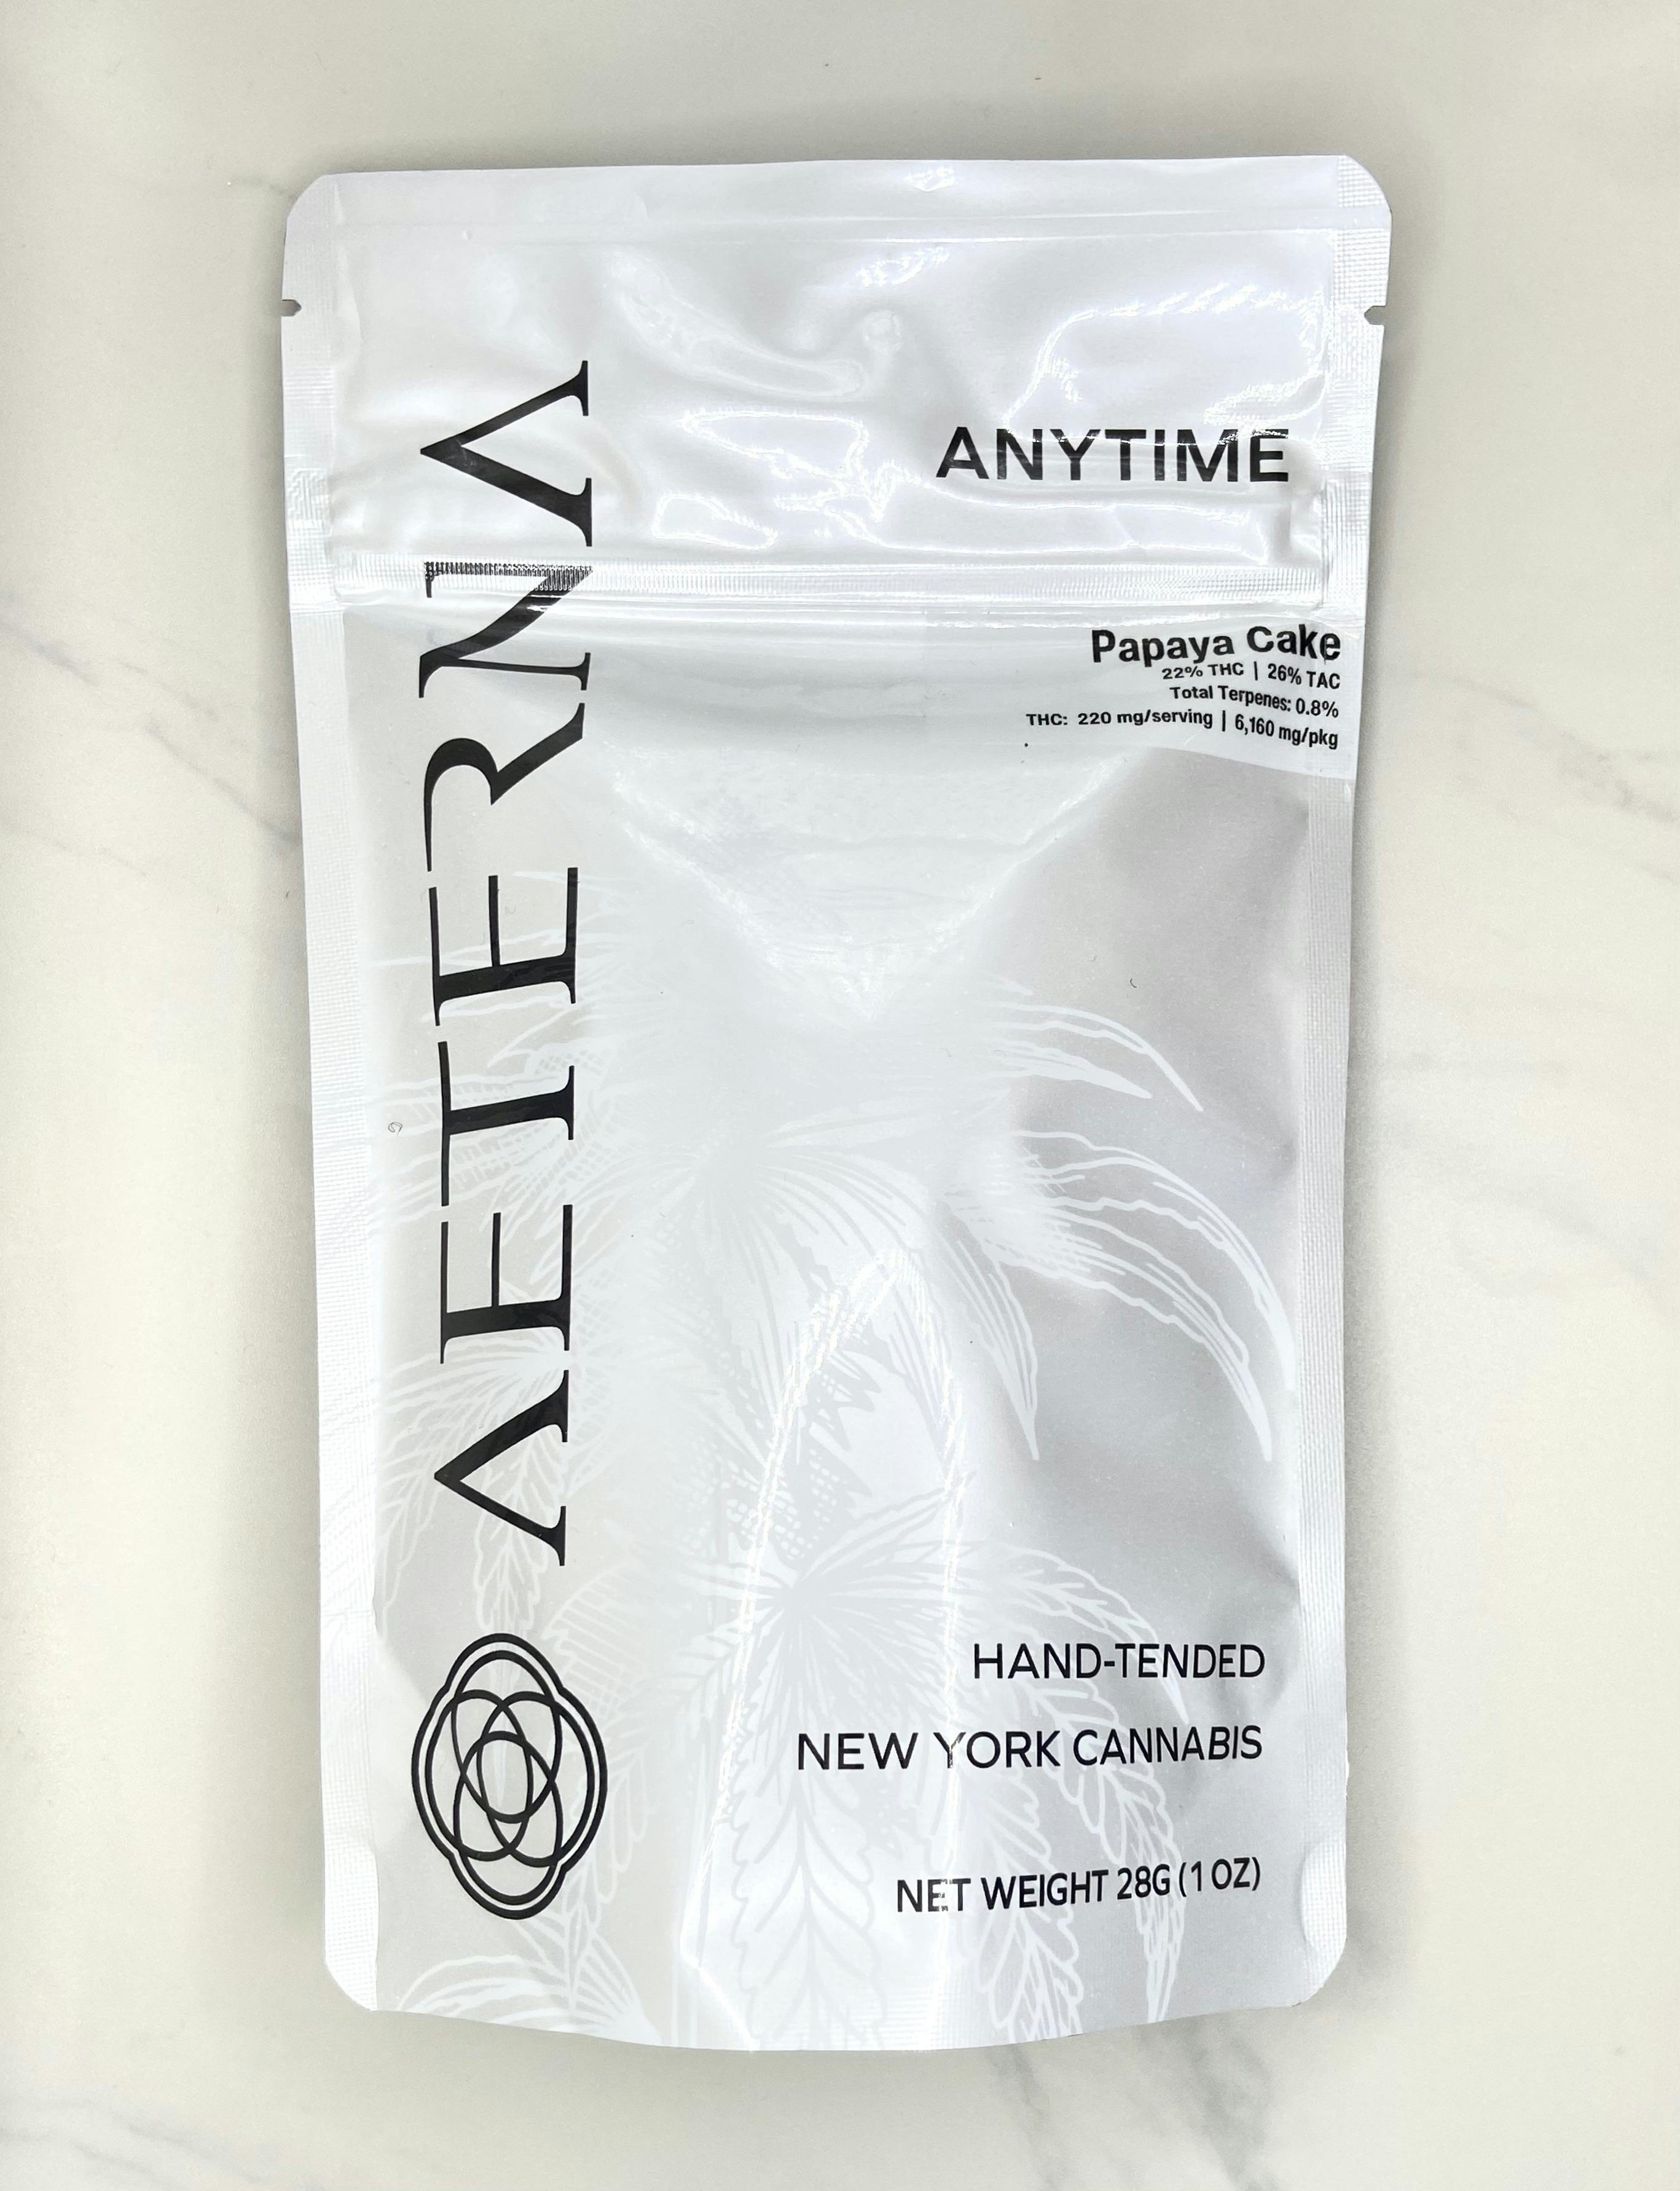 ANYTIME
Papaya Cake
22% THC | 26% TAC
Total Terpenes: 0.8%
THC: 220 mg/serving | 6,160 mg/pkg
AETERNA
HAND-TENDED
NEW YORK CANNABIS
NET WEIGHT 28G (1 OZ)